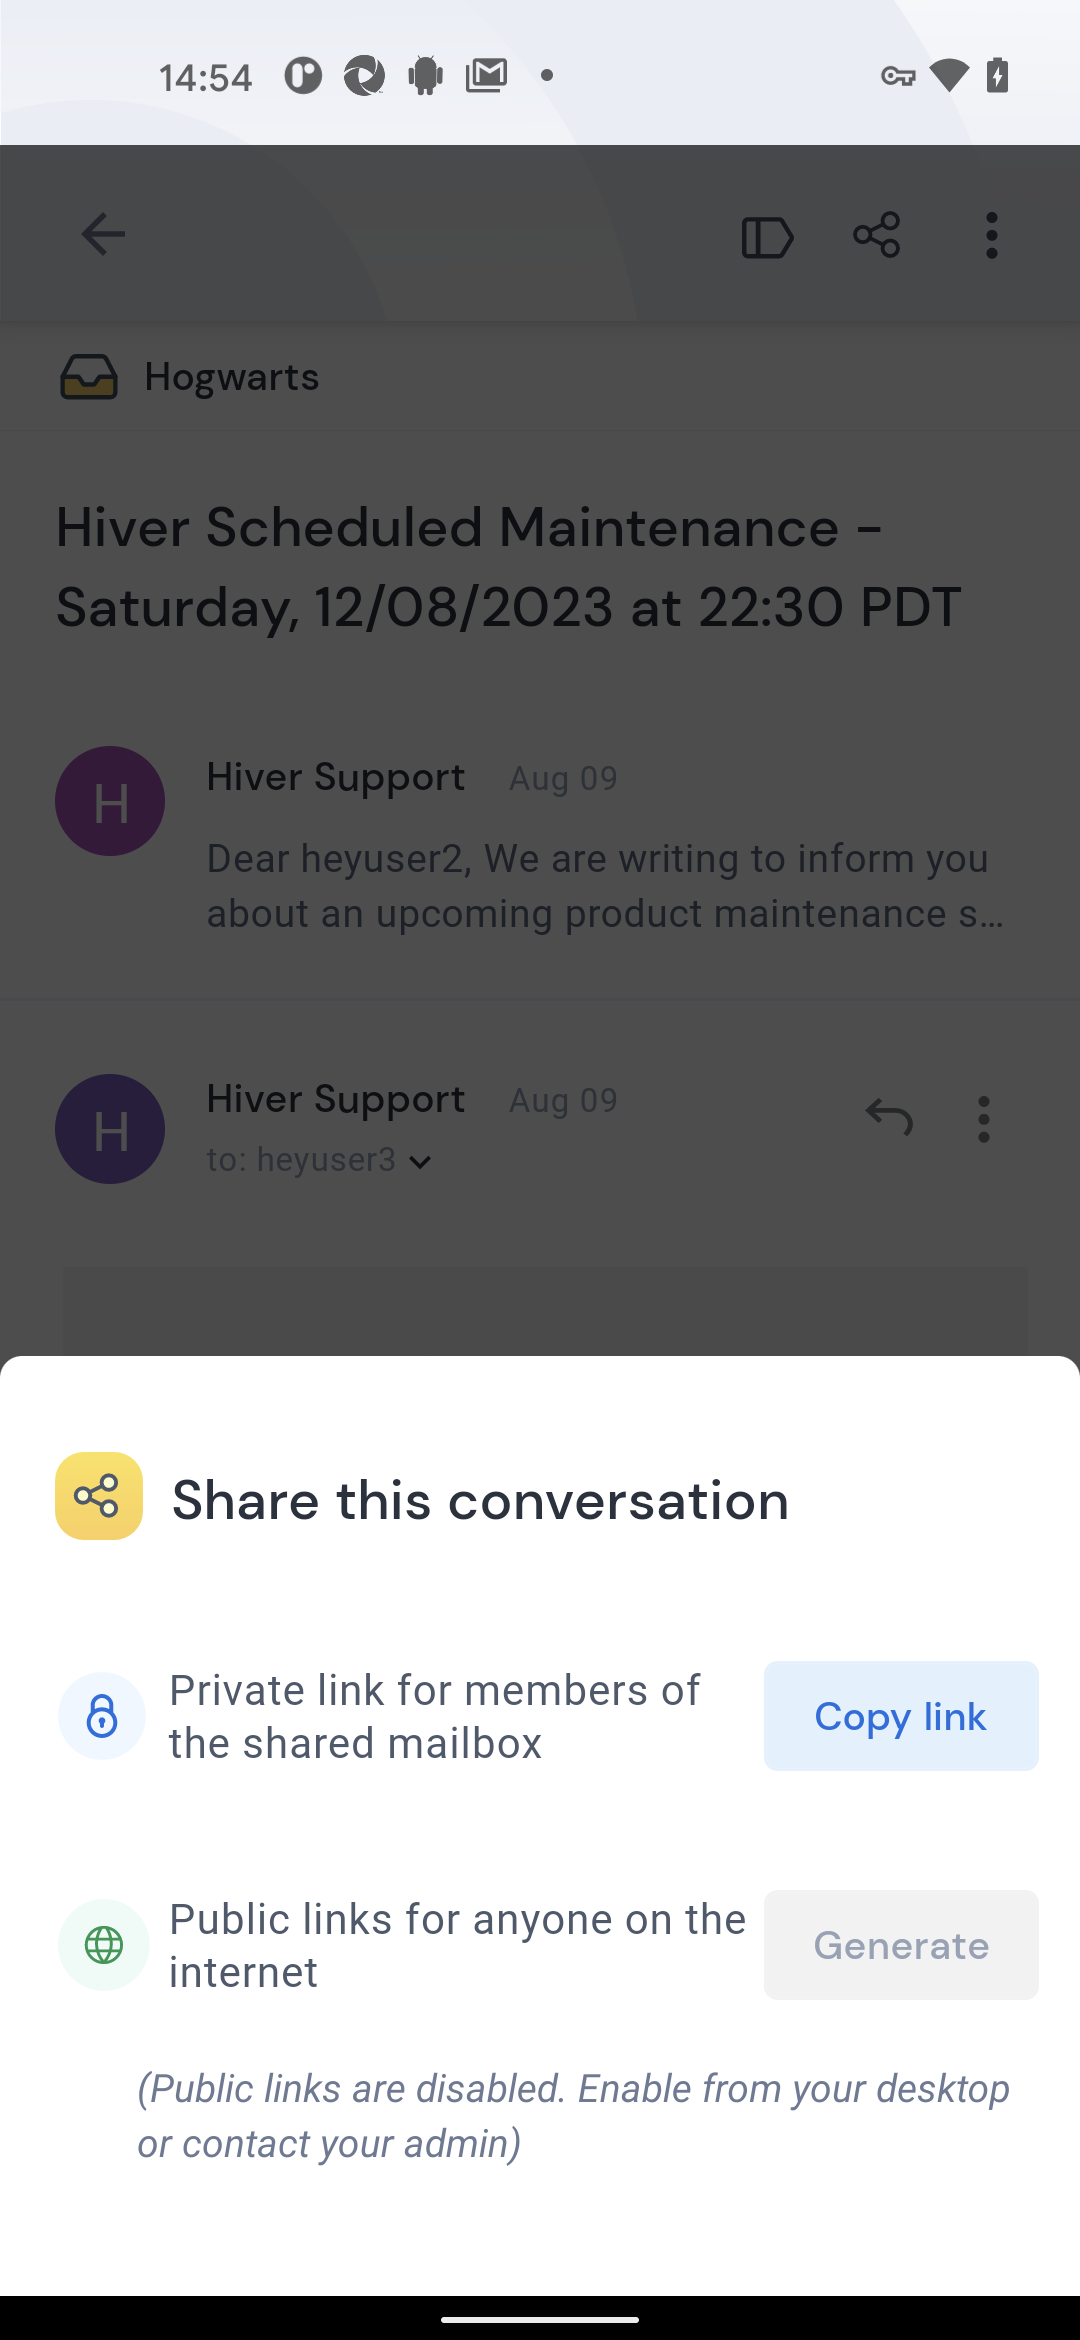 14:54
Hogwarts
Hiver Scheduled Maintenance -
Saturday, 12/08/2023 at 22:30 PDT
H
Hiver Support Aug 09
Dear heyuser2, We are writing to inform you
about an upcoming product maintenance s...
H
Hiver Support Aug 09
to: heyuser3
Share this conversation
Private link for members of
the shared mailbox
Copy link
Public links for anyone on the
internet
Generate
(Public links are disabled. Enable from your desktop
or contact your admin)